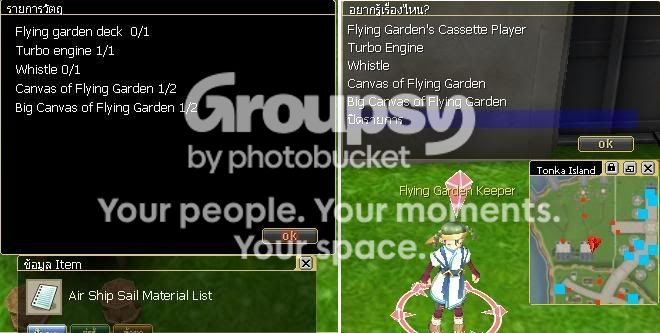 รายการวัตถุ
Flying garden deck 0/1
Turbo engine 1/1
Whistle 0/1
Canvas of Flying Garden 1/2
Big Canvas of Flying Garden 1/2
ok
ข้อมูล Item
Air Ship Sail Material List
อยากรู้เรื่องไหน?
Flying Garden's Cassette Player
Turbo Engine
Whistle
Canvas of Flying Garden
Big Canvas of Flying Garden
ปิดรายการ
ok
Tonka Island
Flying Garden Keeper
Groupsy
by photobucket
Your people. Your moments.
Your space.